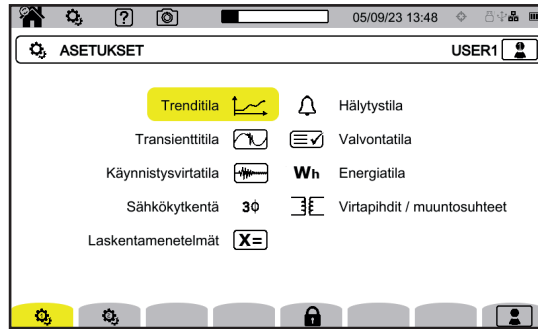 05/09/23 13:48
ASETUKSET USER1
Trenditila Hälytystila
Transienttitila Valvontatila
Käynnistysvirtatila Wh Energiatila
Sähkökytkentä 3Φ Virtapihdit / muuntosuhteet
Laskentamenetelmät X=